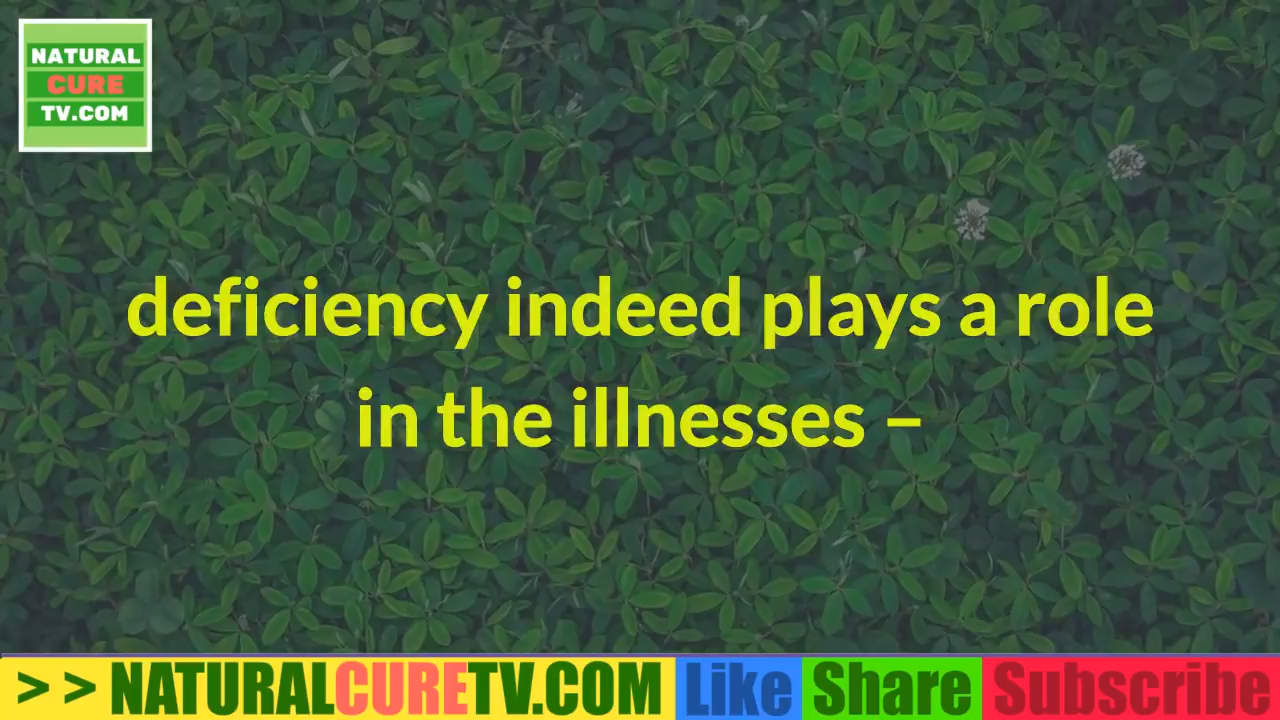 NATURAL
CURE
TV.COM
deficiency indeed plays a role
in the illnesses –
> > NATURALCURETV.COM Like Share Subscribe